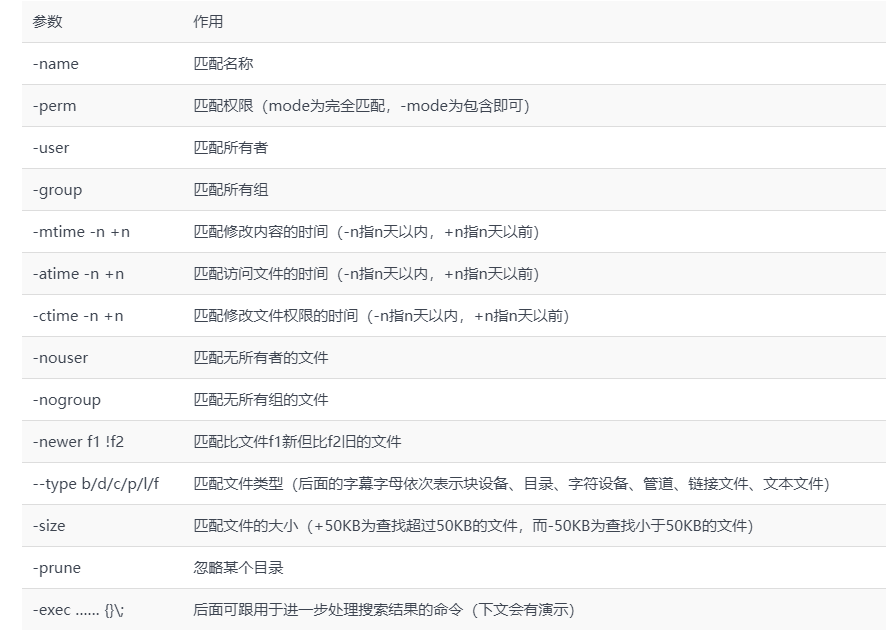 参数 作用
-name 匹配名称
-perm 匹配权限（mode为完全匹配，-mode为包含即可）
-user 匹配所有者
-group 匹配所有组
-mtime -n +n 匹配修改内容的时间（-n指n天以内，+n指n天以前）
-atime -n +n 匹配访问文件的时间（-n指n天以内，+n指n天以前）
-ctime -n +n 匹配修改文件权限的时间（-n指n天以内，+n指n天以前）
-nouser 匹配无所有者的文件
-nogroup 匹配无所有组的文件
-newer f1 !f2 匹配比文件f1新但比f2旧的文件
--type b/d/c/p/l/f 匹配文件类型（后面的字幕字母依次表示块设备、目录、字符设备、管道、链接文件、文本文件）
-size 匹配文件的大小（+50KB为查找超过50KB的文件，而-50KB为查找小于50KB的文件）
-prune 忽略某个目录
-exec …… {}\; 后面可跟用于进一步处理搜索结果的命令（下文会有演示）